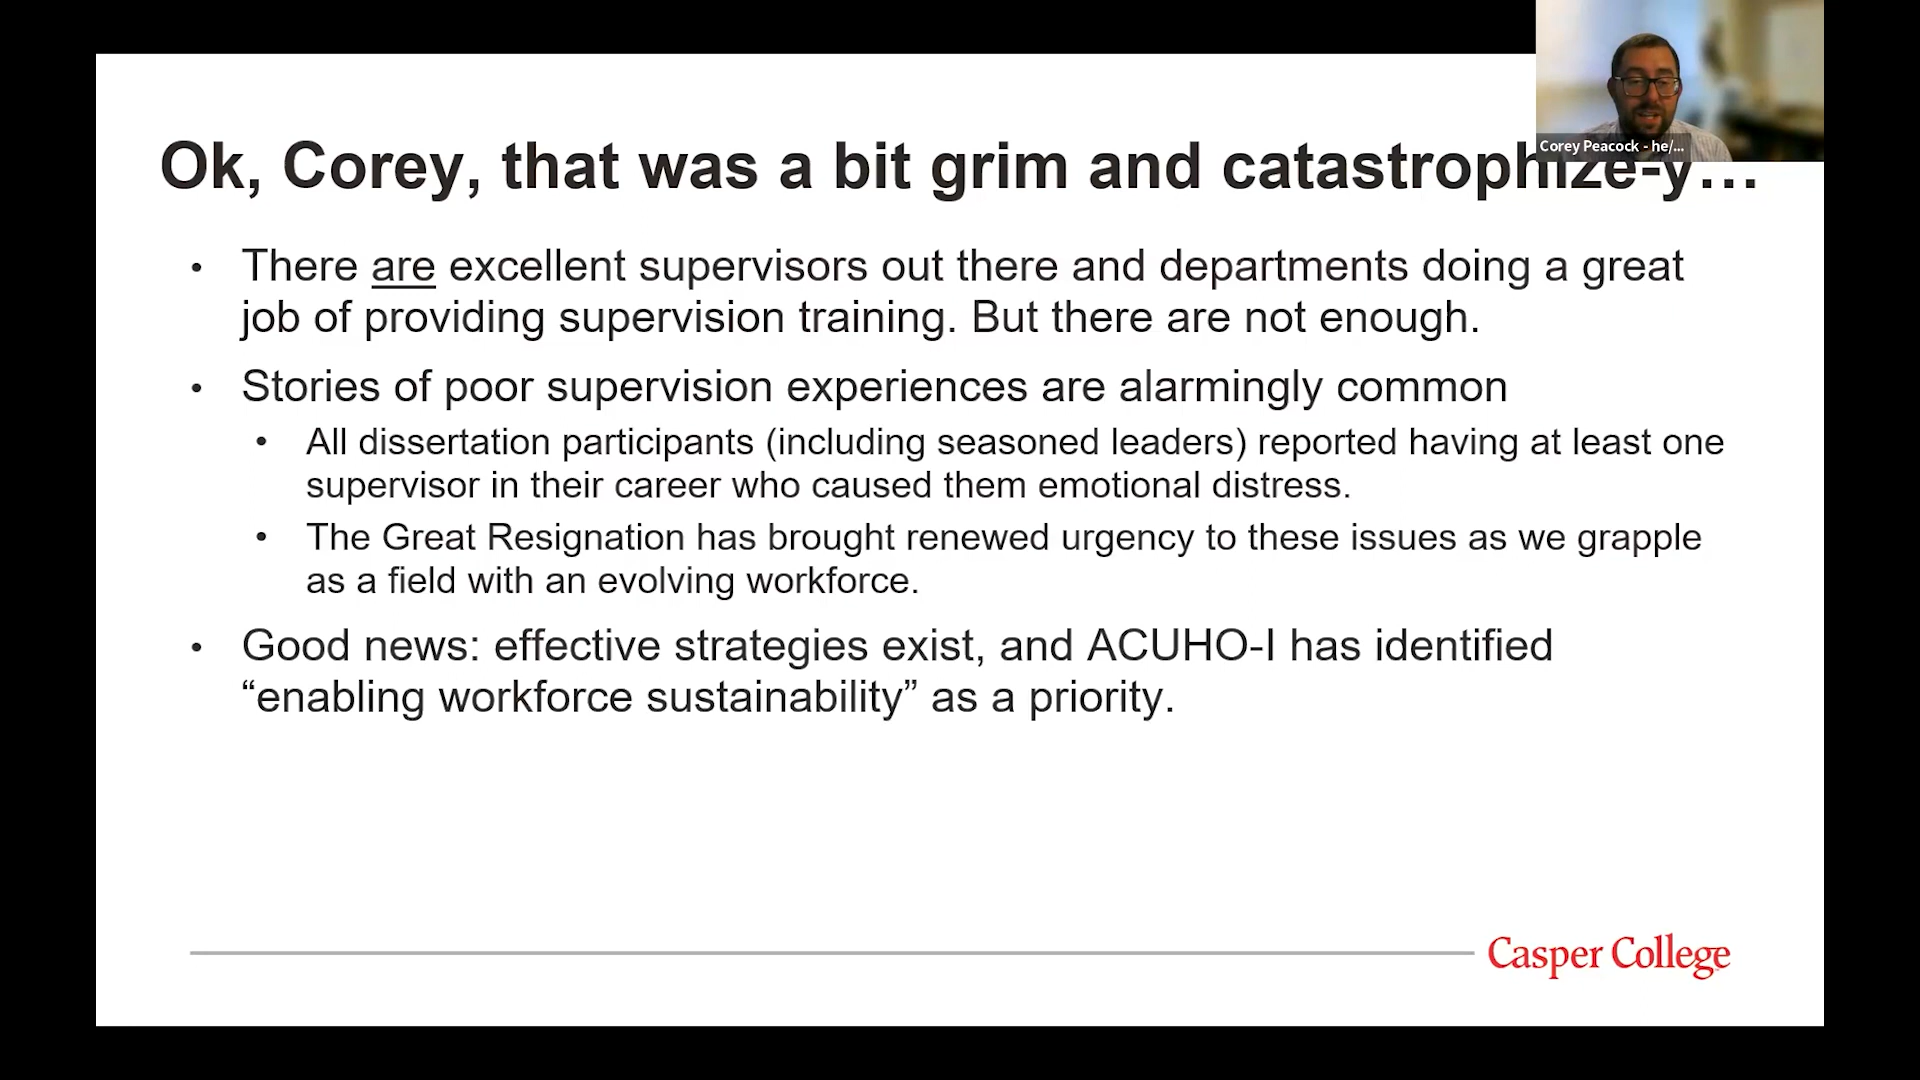 Corey Peacock - he/...
Ok, Corey, that was a bit grim and catastrophize-y...
• There are excellent supervisors out there and departments doing a great
job of providing supervision training. But there are not enough.
• Stories of poor supervision experiences are alarmingly common
• All dissertation participants (including seasoned leaders) reported having at least one
supervisor in their career who caused them emotional distress.
• The Great Resignation has brought renewed urgency to these issues as we grapple
as a field with an evolving workforce.
• Good news: effective strategies exist, and ACUHO-I has identified
“enabling workforce sustainability” as a priority.
Casper College